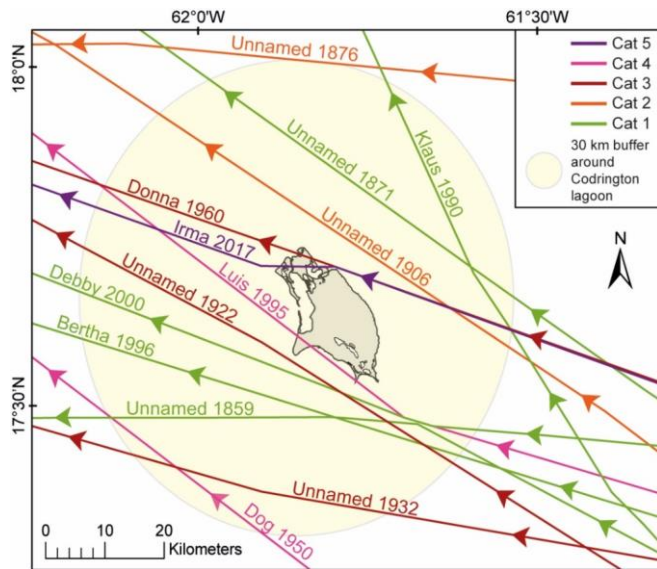 62°0'W
61°30'W
18°0'N
17°30'N
Unnamed 1876
Unnamed 1871
Klaus 1990
Unnamed 1906
Donna 1960
Irma 2017
Luis 1995
Unnamed 1922
Debby 2000
Bertha 1996
Unnamed 1859
Unnamed 1932
Dog 1950
Cat 5
Cat 4
Cat 3
Cat 2
Cat 1
30 km buffer
around
Codrington
lagoon
N
0 10 20
Kilometers